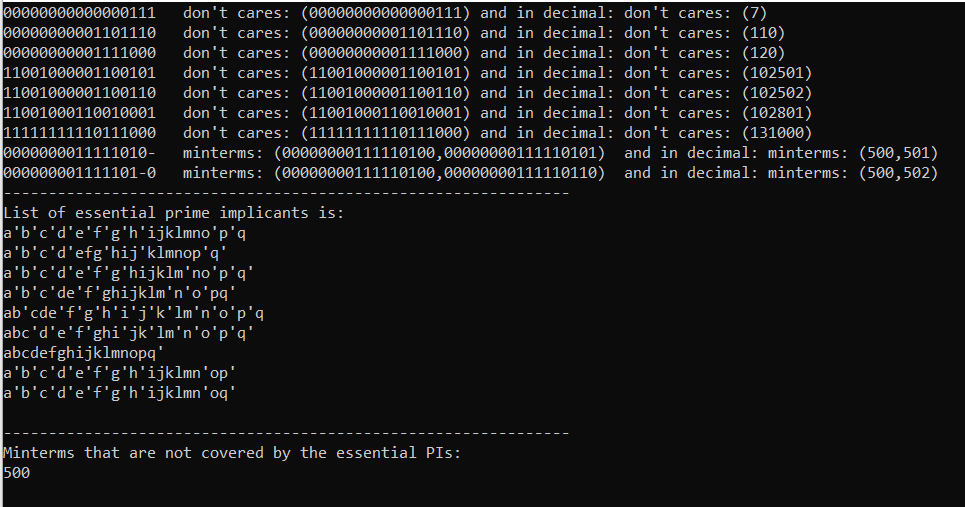 00000000000000111   don't cares: (00000000000000111) and in decimal: don't cares: (7)
00000000001101110   don't cares: (00000000001101110) and in decimal: don't cares: (110)
00000000001111000   don't cares: (00000000001111000) and in decimal: don't cares: (120)
11001000001100101   don't cares: (11001000001100101) and in decimal: don't cares: (102501)
11001000001100110   don't cares: (11001000001100110) and in decimal: don't cares: (102502)
11001000110010001   don't cares: (11001000110010001) and in decimal: don't cares: (102801)
11111111110111000   don't cares: (11111111110111000) and in decimal: don't cares: (131000)
0000000011111010-   minterms: (00000000111110100,00000000111110101)  and in decimal: minterms: (500,501)
000000001111101-0   minterms: (00000000111110100,00000000111110110)  and in decimal: minterms: (500,502)
--------------------------------------------------------------
List of essential prime implicants is:
a'b'c'd'e'f'g'h'ijklmno'p'q
a'b'c'd'efg'hij'klmnop'q'
a'b'c'd'e'f'g'hijklm'no'p'q'
a'b'c'de'f'ghijklm'n'o'pq'
ab'cde'f'g'h'i'j'k'lm'n'o'p'q
abc'd'e'f'ghi'jk'lm'n'o'p'q'
abcdefghijklmnopq'
a'b'c'd'e'f'g'h'ijklmn'op'
a'b'c'd'e'f'g'h'ijklmn'oq'
--------------------------------------------------------------
Minterms that are not covered by the essential PIs:
500